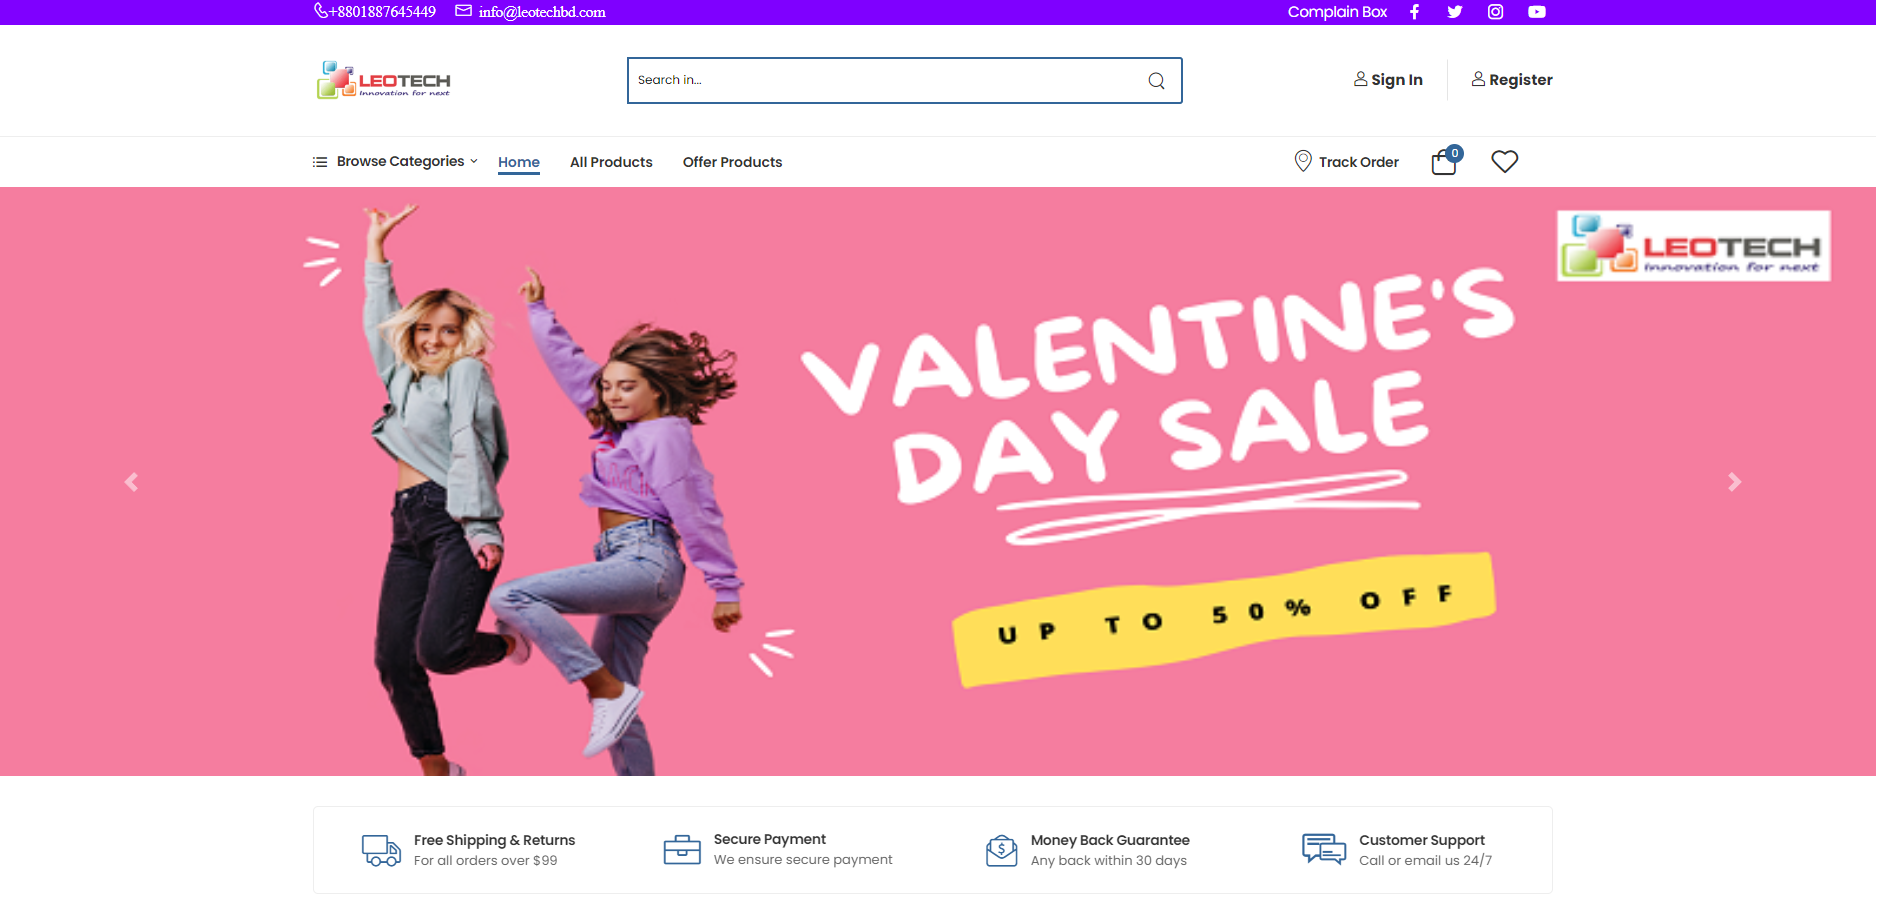 +8801887645449 info@leotechbd.com Complain Box
LEOTECH
Innovation for next
Search in...
Sign In Register
Browse Categories Home All Products Offer Products Track Order 0
LEOTECH
Innovation for next
VALENTINE'S
DAY SALE
UP TO 50% OFF
Free Shipping & Returns
For all orders over $99
Secure Payment
We ensure secure payment
Money Back Guarantee
Any back within 30 days
Customer Support
Call or email us 24/7